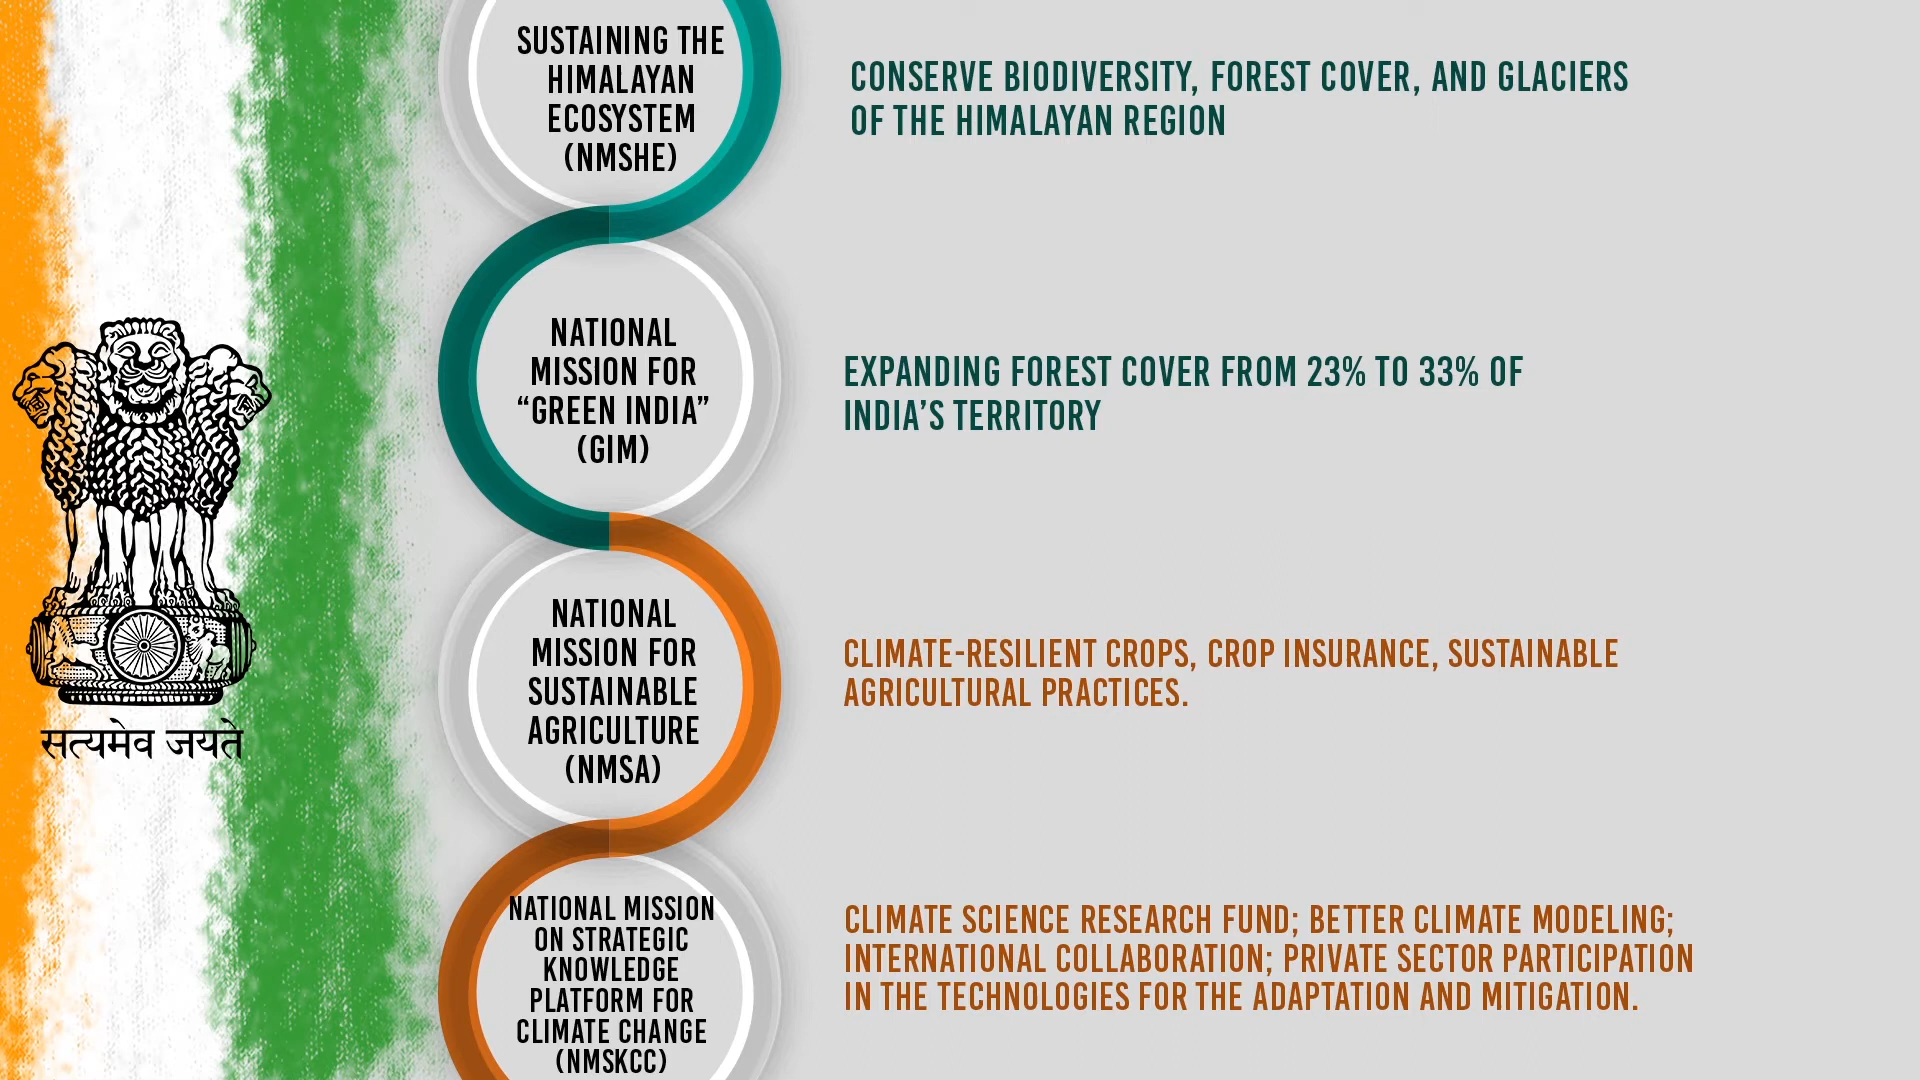 SUSTAINING THE
HIMALAYAN
ECOSYSTEM
(NMSHE)
CONSERVE BIODIVERSITY, FOREST COVER, AND GLACIERS
OF THE HIMALAYAN REGION
NATIONAL
MISSION FOR
“GREEN INDIA”
(GIM)
EXPANDING FOREST COVER FROM 23% TO 33% OF
INDIA’S TERRITORY
NATIONAL
MISSION FOR
SUSTAINABLE
AGRICULTURE
(NMSA)
CLIMATE-RESILIENT CROPS, CROP INSURANCE, SUSTAINABLE
AGRICULTURAL PRACTICES.
NATIONAL MISSION
ON STRATEGIC
KNOWLEDGE
PLATFORM FOR
CLIMATE CHANGE
(NMSKCC)
CLIMATE SCIENCE RESEARCH FUND; BETTER CLIMATE MODELING;
INTERNATIONAL COLLABORATION; PRIVATE SECTOR PARTICIPATION
IN THE TECHNOLOGIES FOR THE ADAPTATION AND MITIGATION.
सत्यमेव जयते